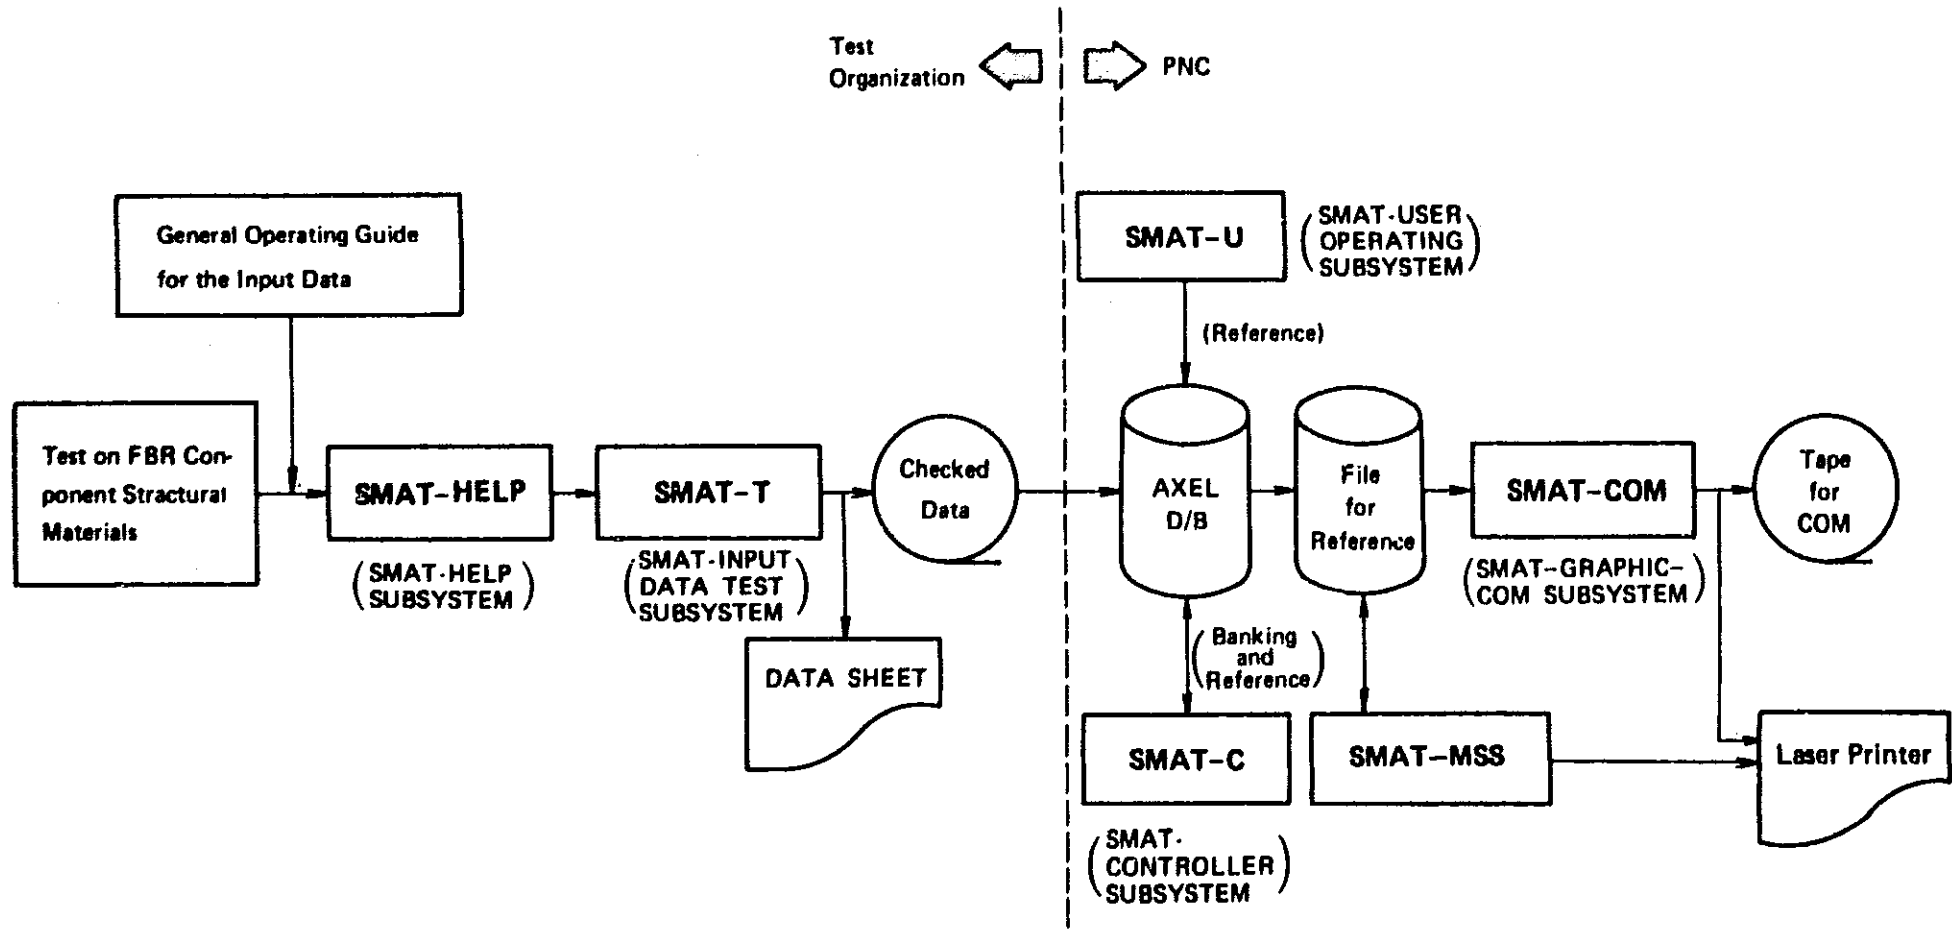 Test
Organization
PNC
General Operating Guide
for the Input Data
SMAT-U
SMAT-USER
OPERATING
SUBSYSTEM
(Reference)
Test on FBR Con-
ponent Stractural
Materials
SMAT-HELP
(SMAT-HELP
SUBSYSTEM)
SMAT-T
(SMAT-INPUT
DATA TEST
SUBSYSTEM)
Checked
Data
DATA SHEET
AXEL
D/B
File
for
Reference
SMAT-COM
(SMAT-GRAPHIC-
COM SUBSYSTEM)
Tape
for
COM
(Banking
and
Reference)
SMAT-C
(SMAT-
CONTROLLER
SUBSYSTEM)
SMAT-MSS
Laser Printer